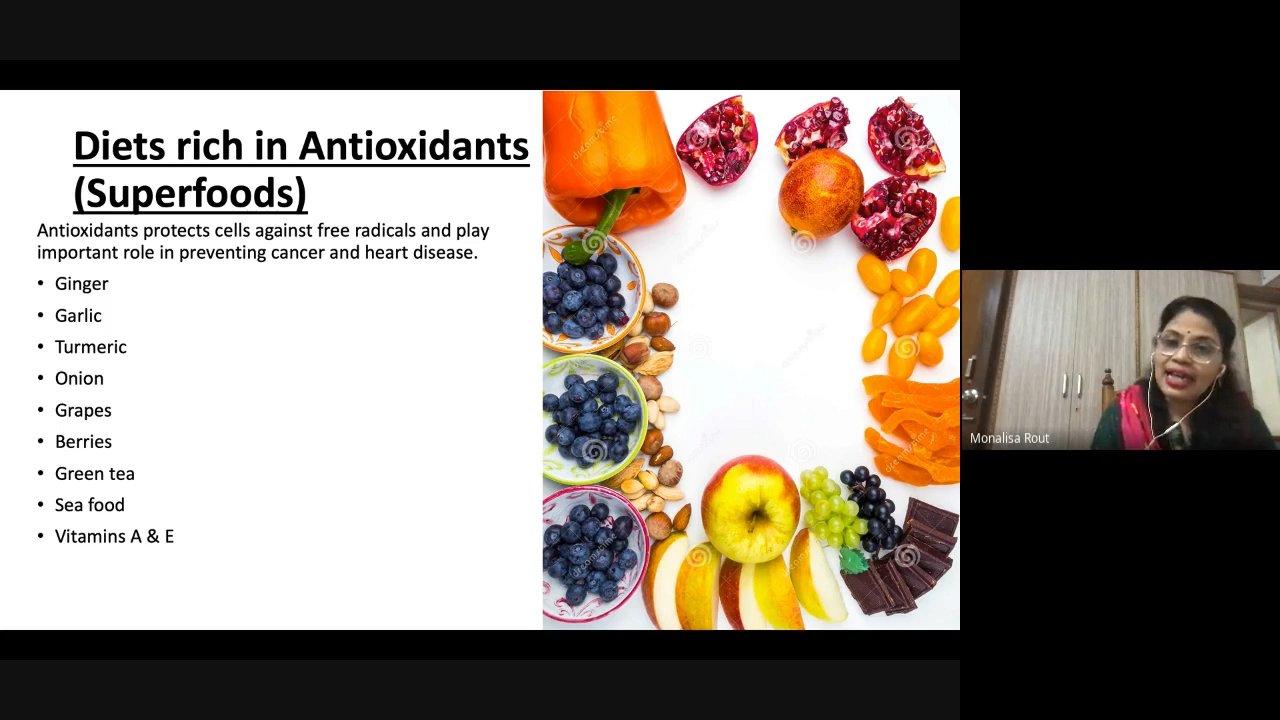 Diets rich in Antioxidants
(Superfoods)
Antioxidants protects cells against free radicals and play
important role in preventing cancer and heart disease.
• Ginger
• Garlic
• Turmeric
• Onion
• Grapes
• Berries
• Green tea
• Sea food
• Vitamins A & E
Monalisa Rout